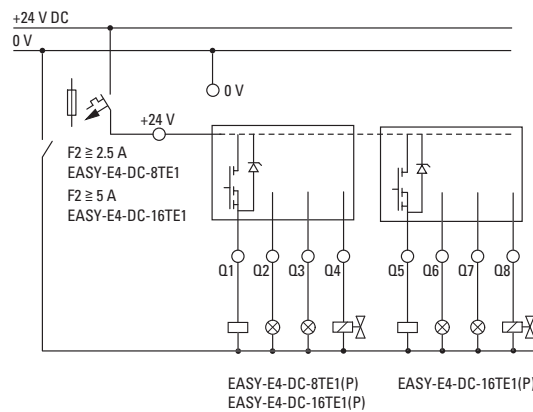 +24 V DC
0 V
0 V
+24 V
F2 ≧ 2.5 A
EASY-E4-DC-8TE1
F2 ≧ 5 A
EASY-E4-DC-16TE1
Q1 Q2 Q3 Q4 Q5 Q6 Q7 Q8
EASY-E4-DC-8TE1(P) EASY-E4-DC-16TE1(P)
EASY-E4-DC-16TE1(P)